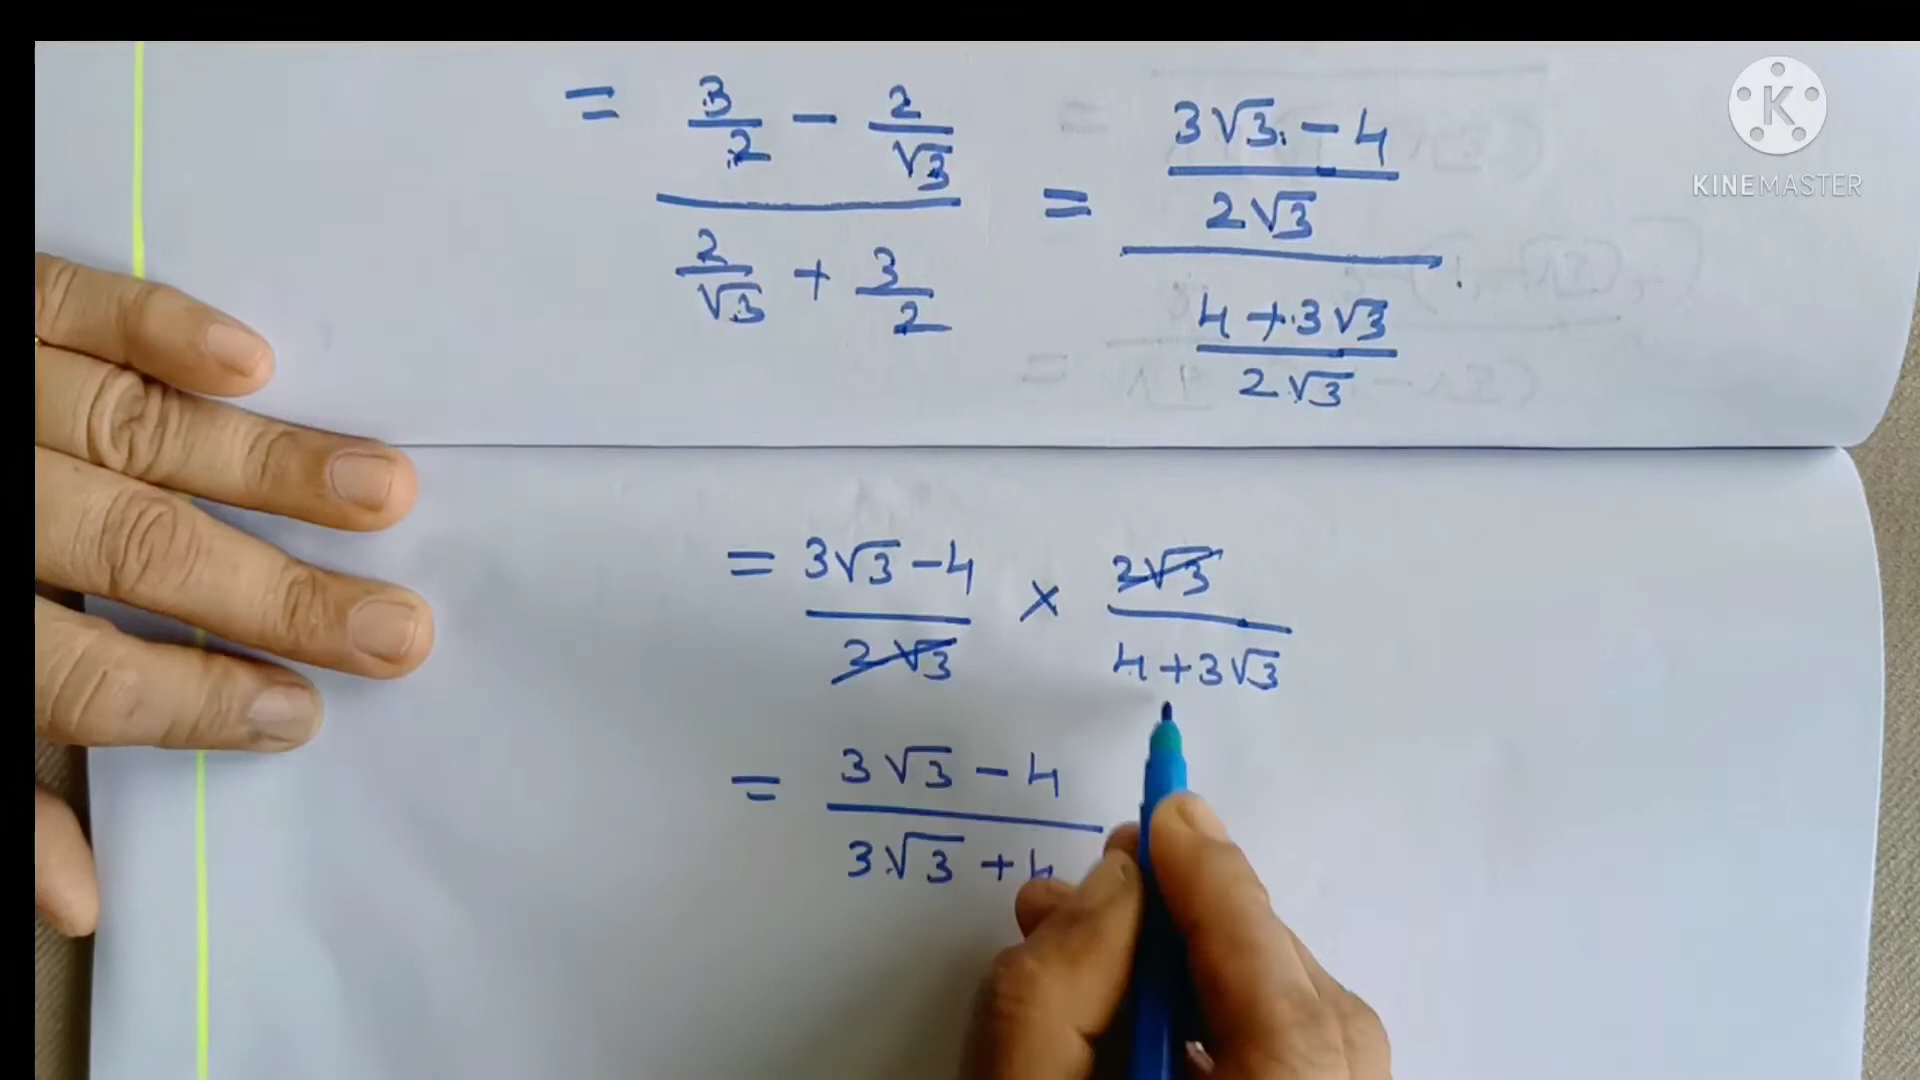 = 3/2 - 2/√3 / 2/√3 + 3/2 = 3√3 - 4 / 2√3 / 4 + 3√3 / 2√3
KINEMASTER
= 3√3 - 4 / 2√3 × 2√3 / 4 + 3√3
= 3√3 - 4 / 3√3 + 4